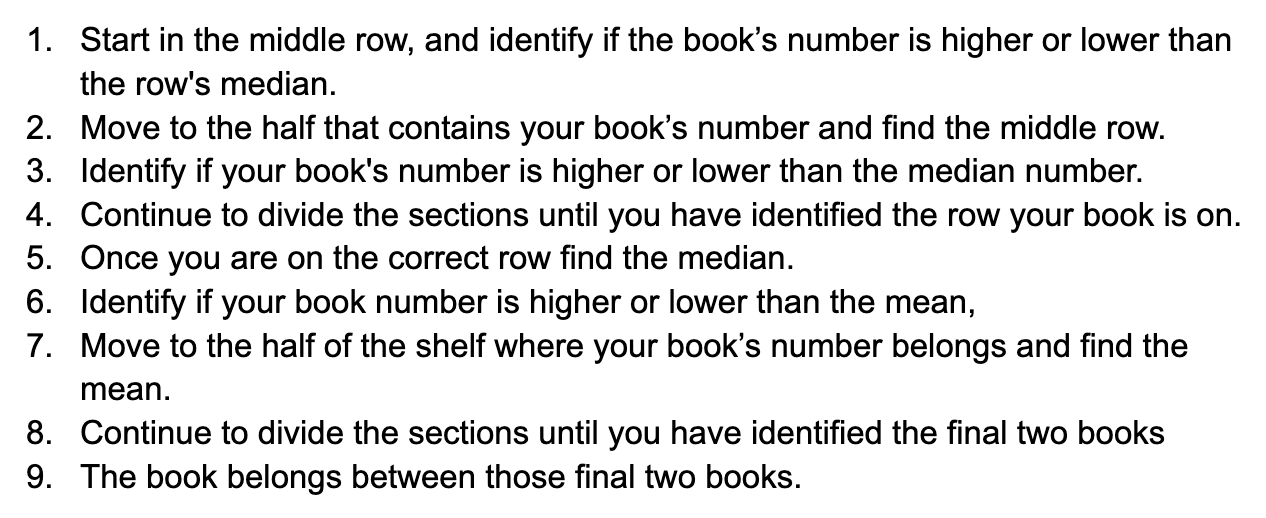 1. Start in the middle row, and identify if the book’s number is higher or lower than
the row's median.
2. Move to the half that contains your book’s number and find the middle row.
3. Identify if your book's number is higher or lower than the median number.
4. Continue to divide the sections until you have identified the row your book is on.
5. Once you are on the correct row find the median.
6. Identify if your book number is higher or lower than the mean,
7. Move to the half of the shelf where your book’s number belongs and find the
mean.
8. Continue to divide the sections until you have identified the final two books
9. The book belongs between those final two books.